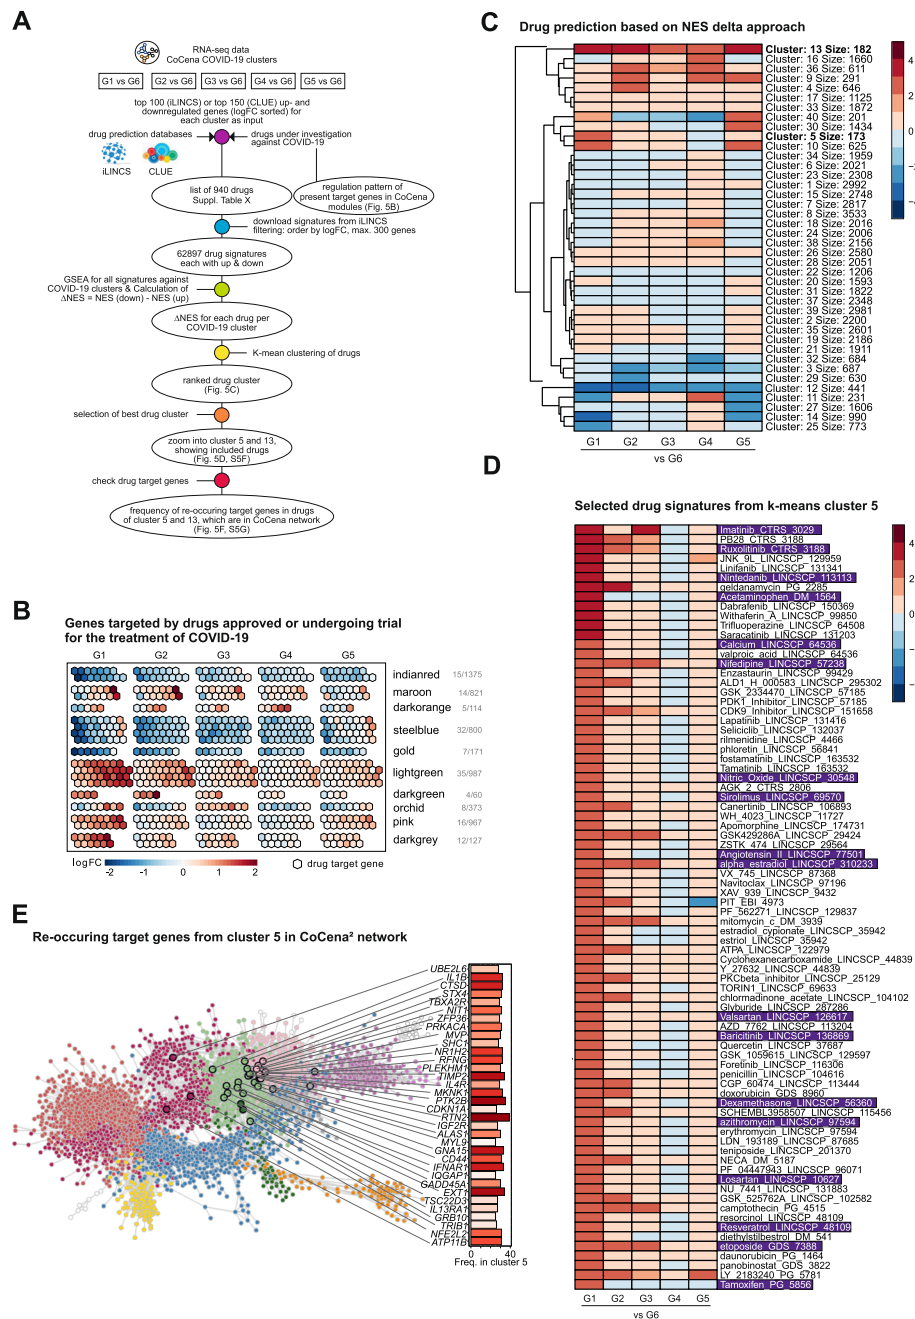 A
RNA-seq data
CoCena COVID-19 clusters
G1 vs G6
G2 vs G6
G3 vs G6
G4 vs G6
G5 vs G6
top 100 (iLINCS) or top 150 (CLUE) up- and
downregulated genes (logFC sorted) for
each cluster as input
drug prediction databases
drugs under investigation
against COVID-19
iLINCS
CLUE
list of 940 drugs
Suppl. Table X
regulation pattern of
present target genes in CoCena
modules (Fig. 5B)
download signatures from iLINCS
filtering: order by logFC, max. 300 genes
62897 drug signatures
each with up & down
GSEA for all signatures against
COVID-19 clusters & Calculation of
ΔNES = NES (down) - NES (up)
ΔNES for each drug per
COVID-19 cluster
K-mean clustering of drugs
ranked drug cluster
(Fig. 5C)
selection of best drug cluster
zoom into cluster 5 and 13,
showing included drugs
(Fig. 5D, S5F)
check drug target genes
frequency of re-occuring target genes in drugs
of cluster 5 and 13, which are in CoCena network
(Fig. 5F, S5G)
B
Genes targeted by drugs approved or undergoing trial
for the treatment of COVID-19
G1 G2 G3 G4 G5
indianred 15/1375
maroon 14/821
darkorange 5/114
steelblue 32/800
gold 7/171
lightgreen 35/987
darkgreen 4/60
orchid 8/373
pink 16/967
darkgrey 12/127
logFC
-2 -1 0 1 2
drug target gene
C
Drug prediction based on NES delta approach
Cluster: 13 Size: 182
Cluster: 16 Size: 1660
Cluster: 36 Size: 611
Cluster: 9 Size: 291
Cluster: 4 Size: 646
Cluster: 17 Size: 1125
Cluster: 33 Size: 1872
Cluster: 40 Size: 201
Cluster: 30 Size: 1434
Cluster: 5 Size: 173
Cluster: 10 Size: 625
Cluster: 34 Size: 1959
Cluster: 6 Size: 2021
Cluster: 23 Size: 2308
Cluster: 1 Size: 2992
Cluster: 15 Size: 2748
Cluster: 7 Size: 2817
Cluster: 8 Size: 3533
Cluster: 18 Size: 2016
Cluster: 24 Size: 2006
Cluster: 38 Size: 2156
Cluster: 26 Size: 2580
Cluster: 28 Size: 2051
Cluster: 22 Size: 1206
Cluster: 20 Size: 1593
Cluster: 31 Size: 1822
Cluster: 37 Size: 2348
Cluster: 39 Size: 2981
Cluster: 2 Size: 2200
Cluster: 35 Size: 2601
Cluster: 19 Size: 2186
Cluster: 21 Size: 1911
Cluster: 32 Size: 684
Cluster: 3 Size: 687
Cluster: 29 Size: 630
Cluster: 12 Size: 441
Cluster: 11 Size: 231
Cluster: 27 Size: 1606
Cluster: 14 Size: 990
Cluster: 25 Size: 773
4
2
0
G1 G2 G3 G4 G5
vs G6
D
Selected drug signatures from k-means cluster 5
Imatinib_CTRS_3029
PB28_CTRS_3188
Ruxolitinib_CTRS_3188
JNK_9L_LINCSCP_129959
Linifanib_LINCSCP_131341
Nintedanib_LINCSCP_113113
geldanamycin_PG_2285
Acetaminophen_DM_1564
Dabrafenib_LINCSCP_150369
Withaferin_A_LINCSCP_99850
Trifluoperazine_LINCSCP_64508
Saracatinib_LINCSCP_131203
Calcium_LINCSCP_64536
valproic_acid_LINCSCP_64536
Nifedipine_LINCSCP_57238
Enzastaurin_LINCSCP_99429
ALD1_H_000583_LINCSCP_295302
GSK_2334470_LINCSCP_57185
PDK1_Inhibitor_LINCSCP_57185
CDK9_Inhibitor_LINCSCP_151658
Lapatinib_LINCSCP_131416
Seliciclib_LINCSCP_132037
rilmenidine_LINCSCP_4466
phloretin_LINCSCP_56841
fostamatinib_LINCSCP_163532
Tamatinib_LINCSCP_163532
Nitric_Oxide_LINCSCP_30548
AGK_2_CTRS_2806
Sirolimus_LINCSCP_69570
Canertinib_LINCSCP_106893
WH_4023_LINCSCP_11727
Apomorphine_LINCSCP_174731
GSK429286A_LINCSCP_29424
ZSTK_474_LINCSCP_29564
Angiotensin_II_LINCSCP_77501
alpha_estradiol_LINCSCP_310233
VX_745_LINCSCP_87368
Navitoclax_LINCSCP_97196
XAV_939_LINCSCP_9432
PIT_EBI_4973
PF_562271_LINCSCP_129837
mitomycin_c_DM_3939
estradiol_cypionate_LINCSCP_35942
estriol_LINCSCP_35942
ATPA_LINCSCP_122979
Cyclohexanecarboxamide_LINCSCP_44839
Y_27632_LINCSCP_44839
PKCbeta_inhibitor_LINCSCP_25129
TORIN1_LINCSCP_69633
chlormadinone_acetate_LINCSCP_104102
Glyburide_LINCSCP_287286
Valsartan_LINCSCP_126617
AZD_7762_LINCSCP_113204
Baricitinib_LINCSCP_136869
Quercetin_LINCSCP_37687
GSK_1059615_LINCSCP_129597
Foretinib_LINCSCP_116306
penicillin_LINCSCP_104616
CGP_60474_LINCSCP_113444
doxorubicin_GDS_8960
Dexamethasone_LINCSCP_56360
SCHEMBL3958507_LINCSCP_115456
azithromycin_LINCSCP_97594
erythromycin_LINCSCP_97594
LDN_193189_LINCSCP_87685
teniposide_LINCSCP_201370
NECA_DM_5187
PF_04447943_LINCSCP_96071
Losartan_LINCSCP_10627
NU_7441_LINCSCP_131883
GSK_525762A_LINCSCP_102582
camptothecin_PG_4515
resorcinol_LINCSCP_48109
Resveratrol_LINCSCP_48109
diethylstilbestrol_DM_541
etoposide_GDS_7388
daunorubicin_PG_1464
panobinostat_GDS_3822
LY_2183240_PG_5781
Tamoxifen_PG_5856
4
2
0
G1 G2 G3 G4 G5
vs G6
E
Re-occuring target genes from cluster 5 in CoCena² network
UBE2L6
IL1B
CTSD
STX4
TBXA2R
NIT1
ZFP36
PRKACA
MVP
SHC1
NR1H2
RFNG
PLEKHM1
TIMP2
IL4R
MKNK1
PTK2B
CDKN1A
RTN2
IGF2R
ALAS1
MYL9
GNA15
CD44
IFNAR1
IQGAP1
GADD45A
EXT1
TSC22D3
IL13RA1
GRB10
TRIB1
NFE2L2
ATP11B
0 40
Freq. in cluster 5